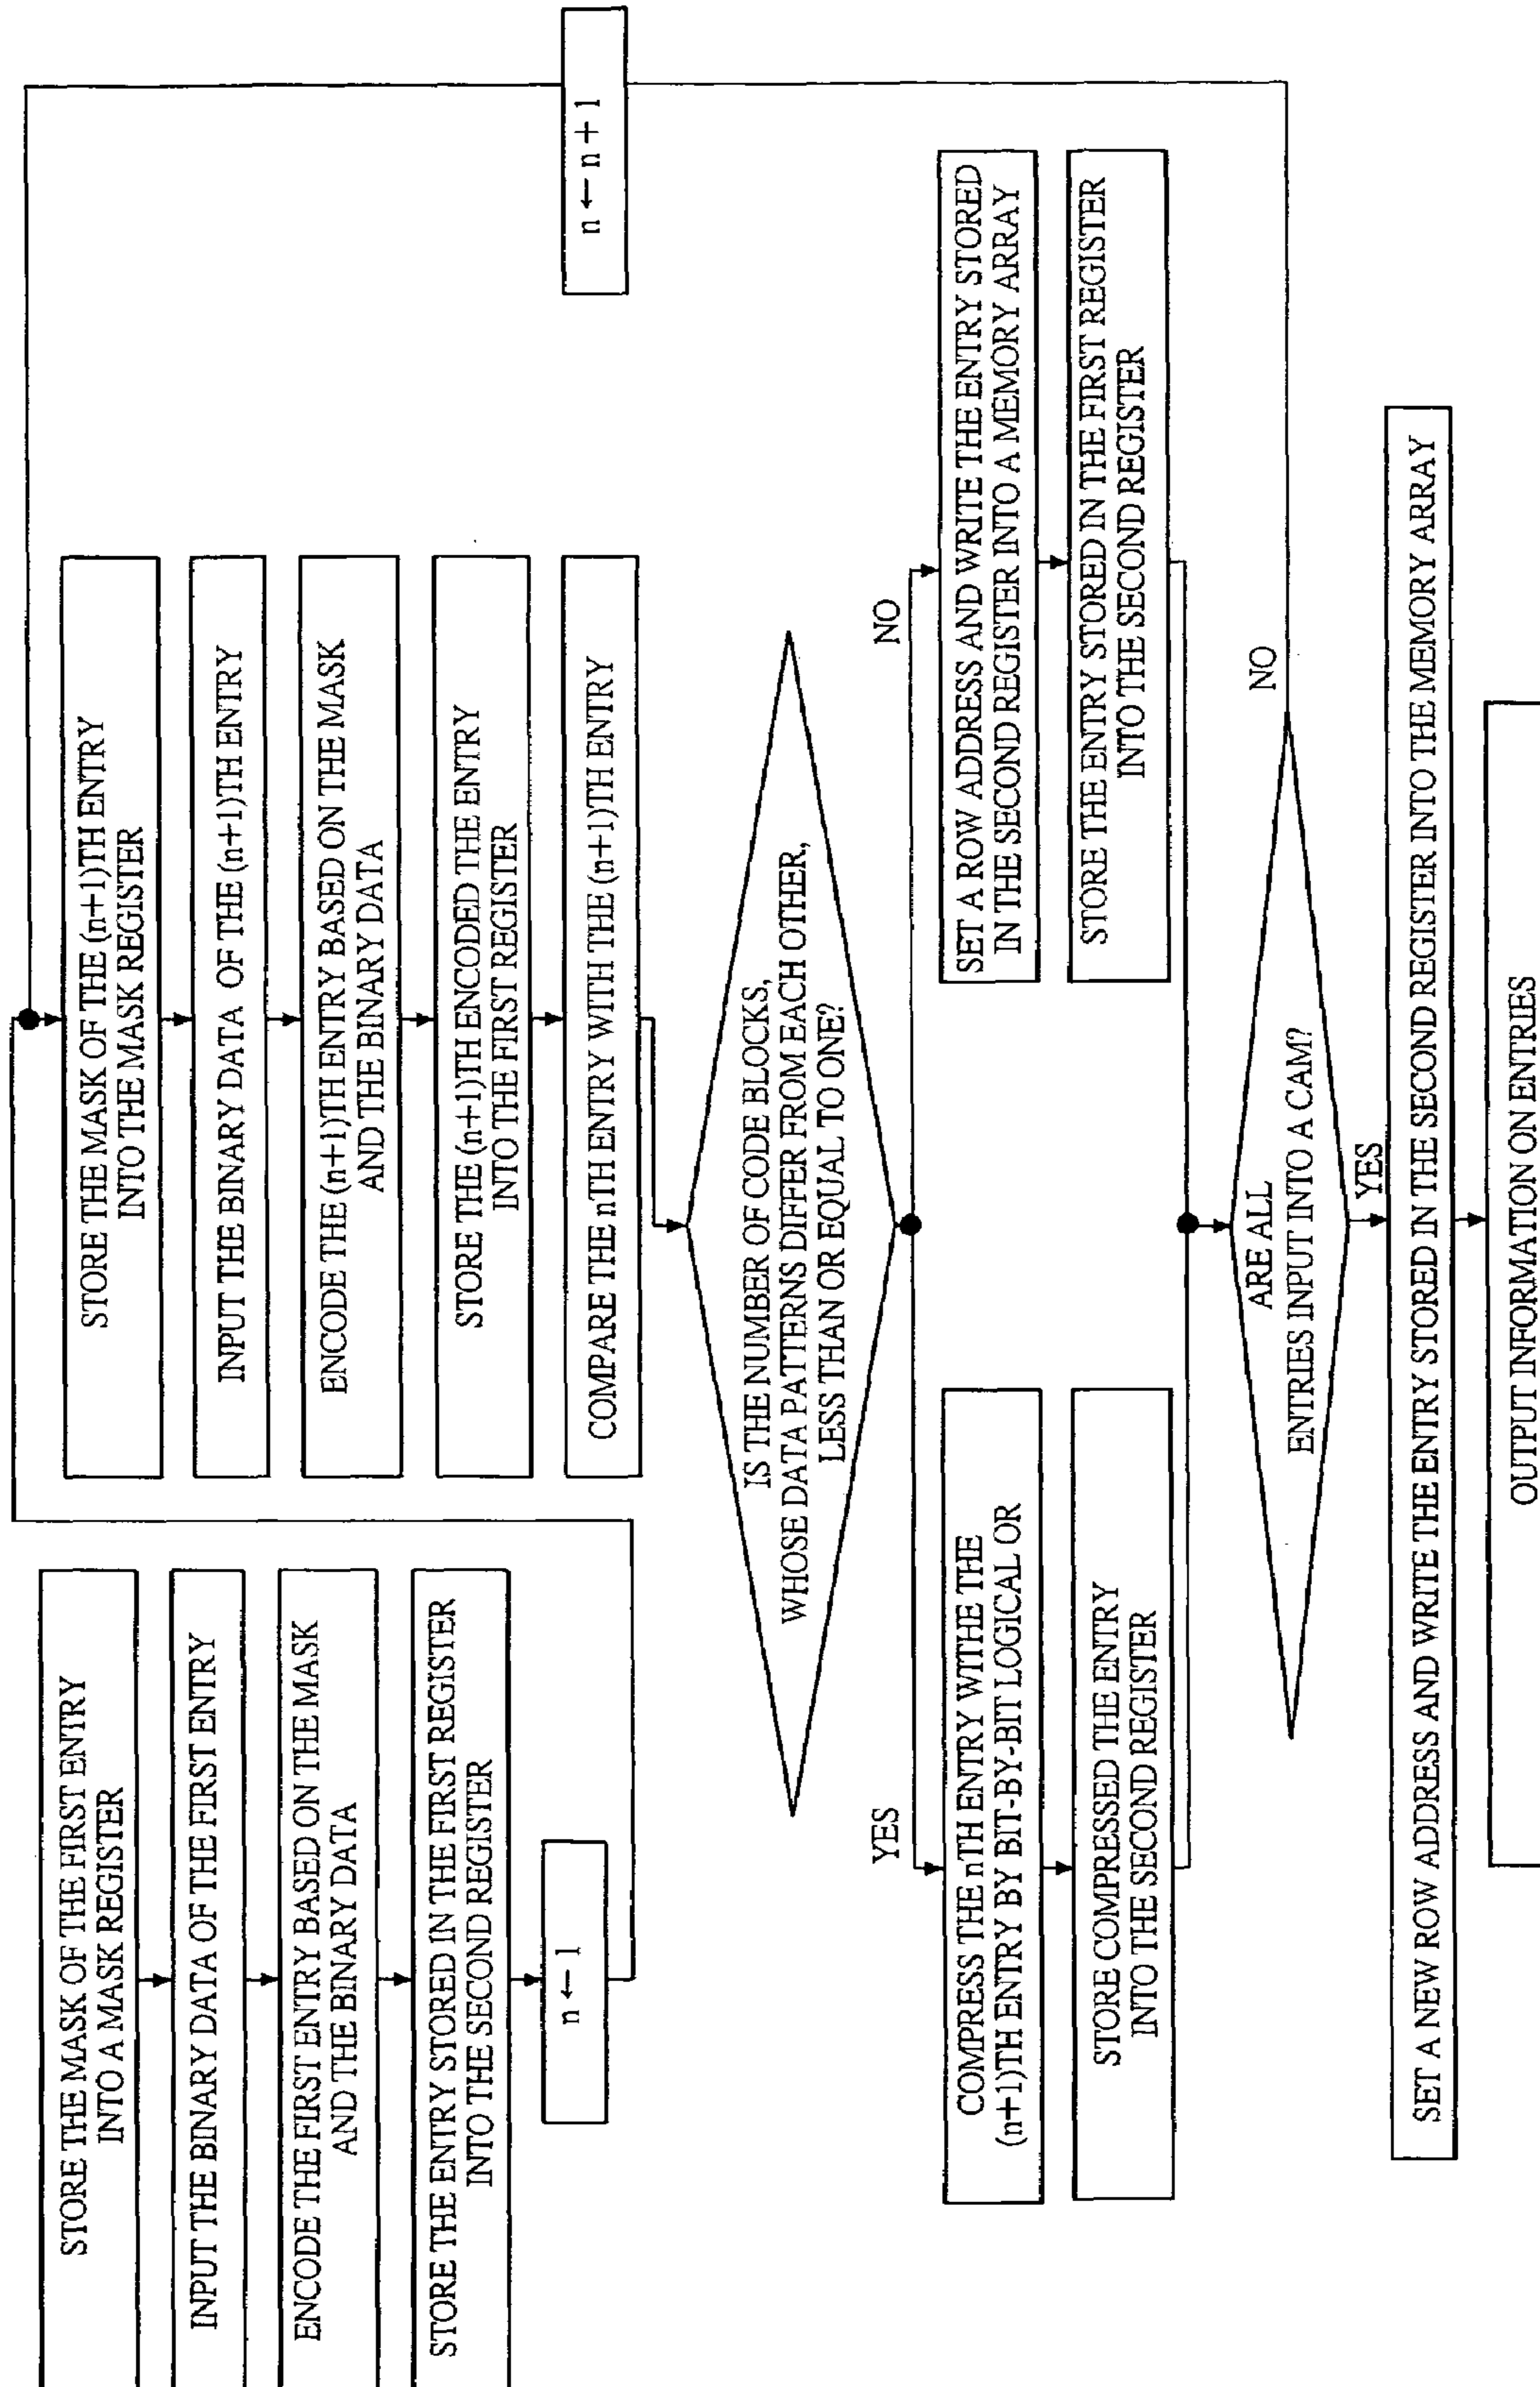 STORE THE MASK OF THE FIRST ENTRY
INTO A MASK REGISTER
INPUT THE BINARY DATA OF THE FIRST ENTRY
ENCODE THE FIRST ENTRY BASED ON THE MASK
AND THE BINARY DATA
STORE THE ENTRY STORED IN THE FIRST REGISTER
INTO THE SECOND REGISTER
n ← 1
STORE THE MASK OF THE (n+1)TH ENTRY
INTO THE MASK REGISTER
INPUT THE BINARY DATA OF THE (n+1)TH ENTRY
ENCODE THE (n+1)TH ENTRY BASED ON THE MASK
AND THE BINARY DATA
STORE THE (n+1)TH ENCODED THE ENTRY
INTO THE FIRST REGISTER
COMPARE THE nTH ENTRY WITH THE (n+1)TH ENTRY
IS THE NUMBER OF CODE BLOCKS,
WHOSE DATA PATTERNS DIFFER FROM EACH OTHER,
LESS THAN OR EQUAL TO ONE?
YES
NO
COMPRESS THE nTH ENTRY WITHE THE
(n+1)TH ENTRY BY BIT-BY-BIT LOGICAL OR
STORE COMPRESSED THE ENTRY
INTO THE SECOND REGISTER
SET A ROW ADDRESS AND WRITE THE ENTRY STORED
IN THE SECOND REGISTER INTO A MEMORY ARRAY
STORE THE ENTRY STORED IN THE FIRST REGISTER
INTO THE SECOND REGISTER
ARE ALL
ENTRIES INPUT INTO A CAM?
NO
n ← n + 1
YES
SET A NEW ROW ADDRESS AND WRITE THE ENTRY STORED IN THE SECOND REGISTER INTO THE MEMORY ARRAY
OUTPUT INFORMATION ON ENTRIES